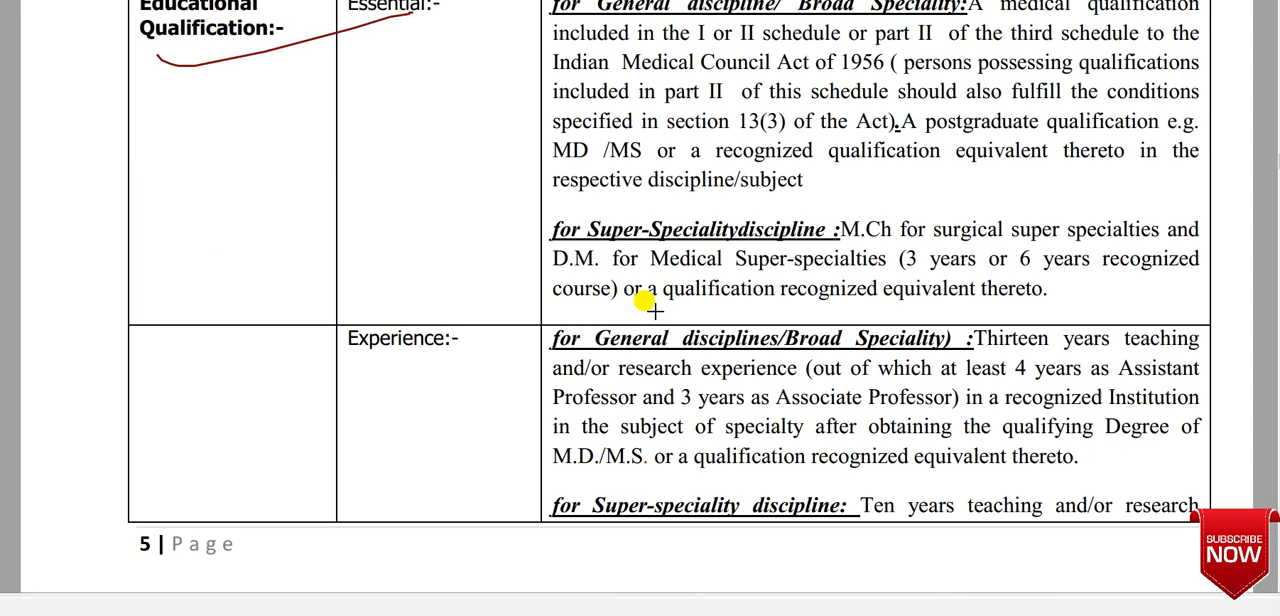 Educational
Qualification:-
Essential:-
for General discipline/ Broad Speciality:A medical qualification
included in the I or II schedule or part II of the third schedule to the
Indian Medical Council Act of 1956 ( persons possessing qualifications
included in part II of this schedule should also fulfill the conditions
specified in section 13(3) of the Act).A postgraduate qualification e.g.
MD /MS or a recognized qualification equivalent thereto in the
respective discipline/subject
for Super-Specialitydiscipline :M.Ch for surgical super specialties and
D.M. for Medical Super-specialties (3 years or 6 years recognized
course) or a qualification recognized equivalent thereto.
Experience:-
for General disciplines/Broad Speciality) :Thirteen years teaching
and/or research experience (out of which at least 4 years as Assistant
Professor and 3 years as Associate Professor) in a recognized Institution
in the subject of specialty after obtaining the qualifying Degree of
M.D./M.S. or a qualification recognized equivalent thereto.
for Super-speciality discipline: Ten years teaching and/or research
5 | Page
SUBSCRIBE
NOW